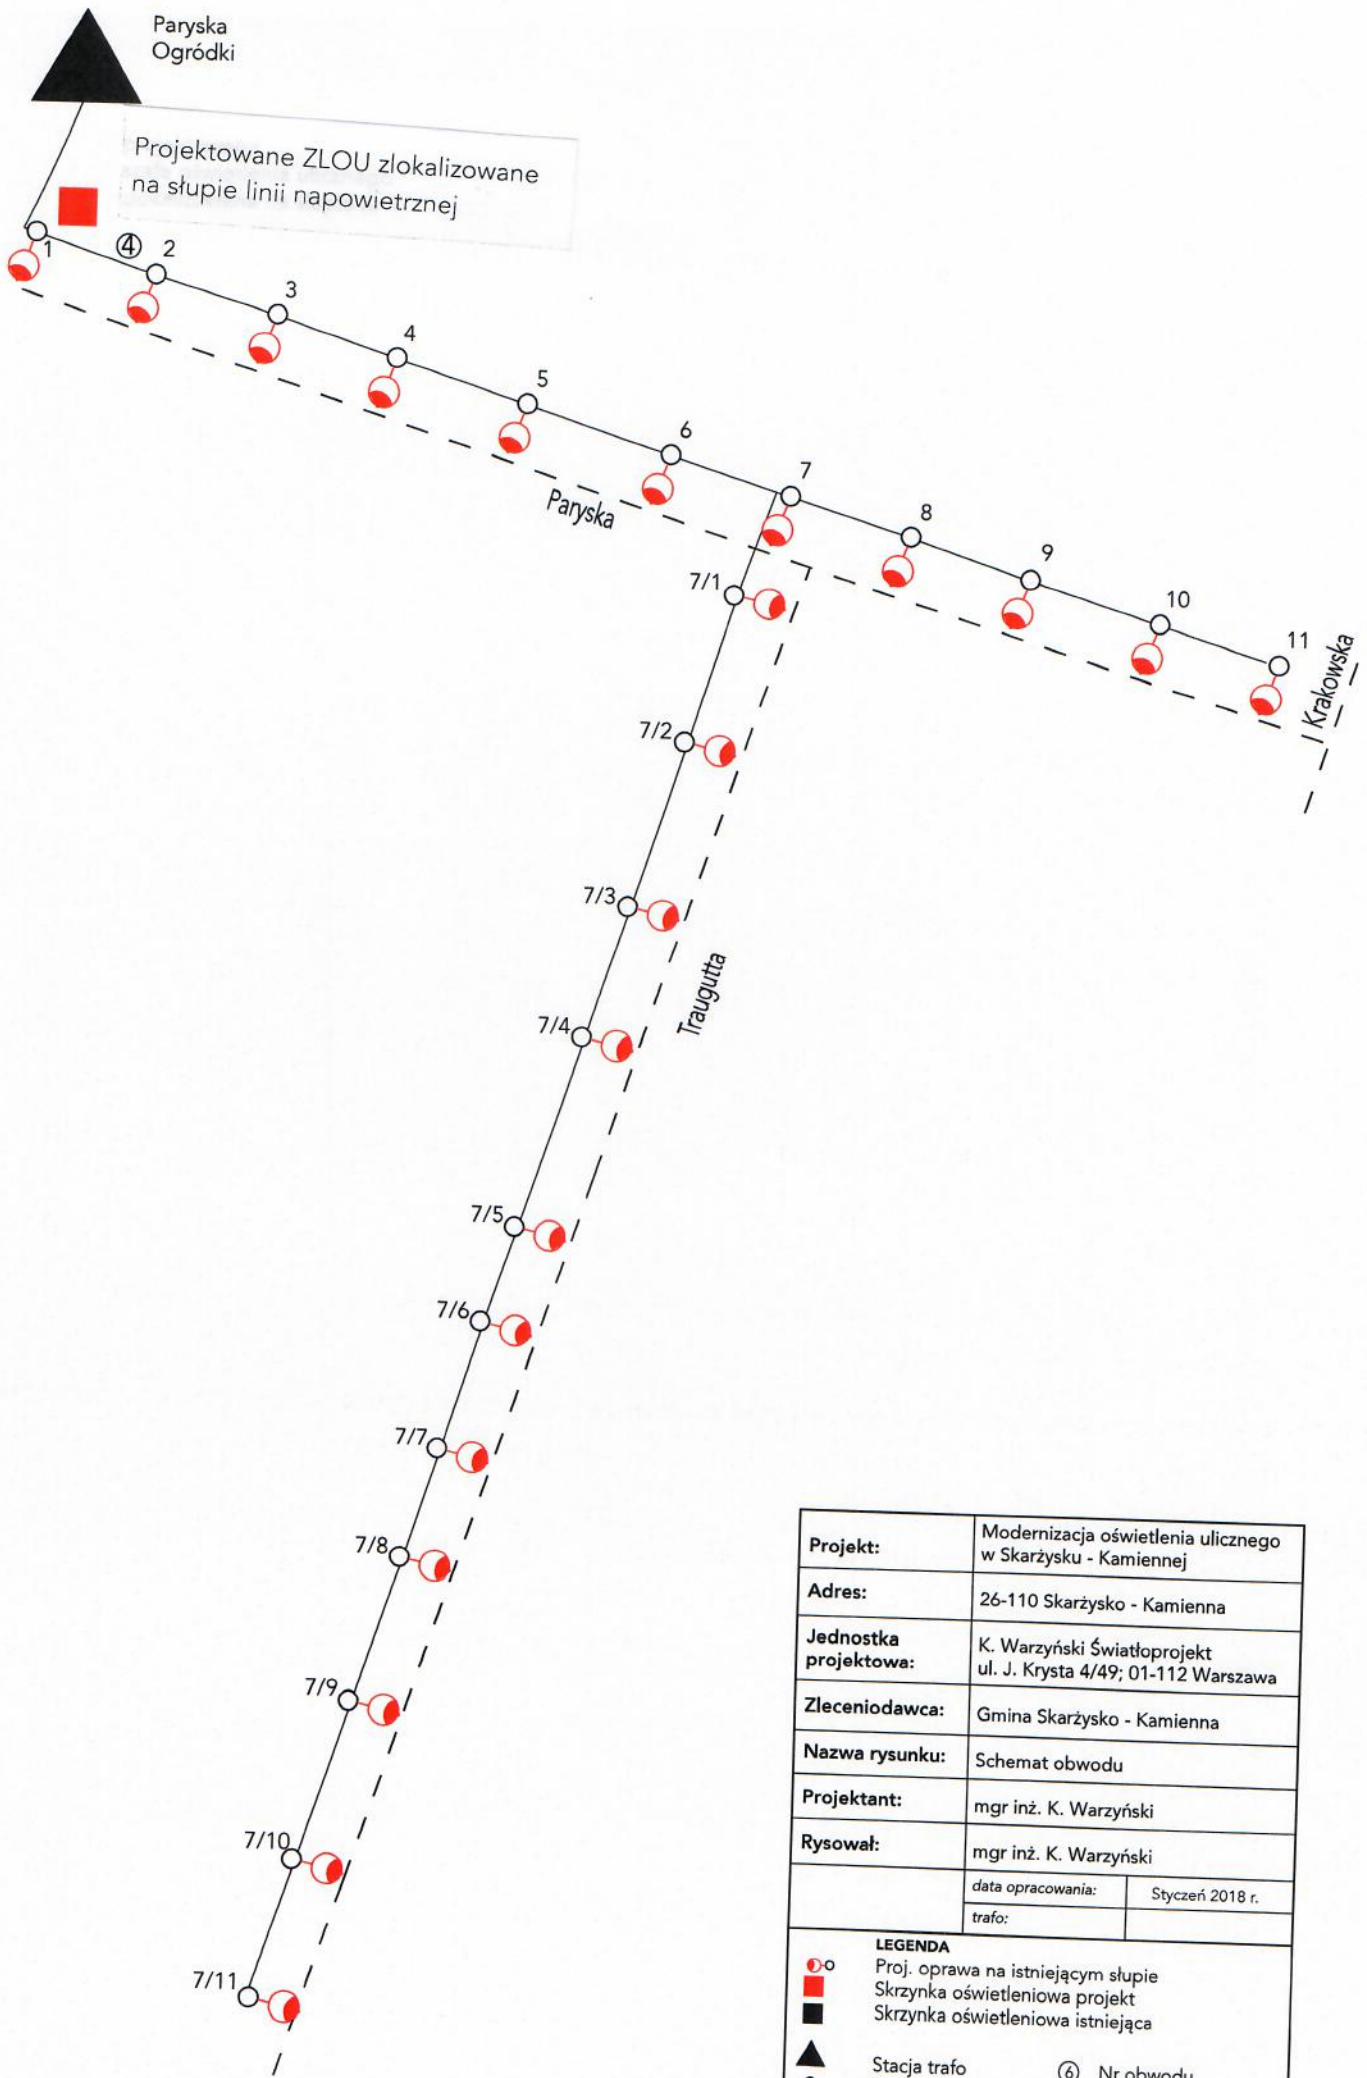 Paryska
Ogródki
Projektowane ZLOU zlokalizowane
na słupie linii napowietrznej
1
④
2
3
4
5
6
7
8
9
10
11
Paryska
Krakowska
7/1
7/2
7/3
7/4
Traugutta
7/5
7/6
7/7
7/8
7/9
7/10
7/11
Projekt:
Modernizacja oświetlenia ulicznego
w Skarżysku - Kamiennej
Adres:
26-110 Skarżysko - Kamienna
Jednostka
projektowa:
K. Warzyński Światłoprojekt
ul. J. Krysta 4/49; 01-112 Warszawa
Zleceniodawca:
Gmina Skarżysko - Kamienna
Nazwa rysunku:
Schemat obwodu
Projektant:
mgr inż. K. Warzyński
Rysował:
mgr inż. K. Warzyński
data opracowania:
Styczeń 2018 r.
trafo:
LEGENDA
Proj. oprawa na istniejącym słupie
Skrzynka oświetleniowa projekt
Skrzynka oświetleniowa istniejąca
Stacja trafo
⑥ Nr obwodu